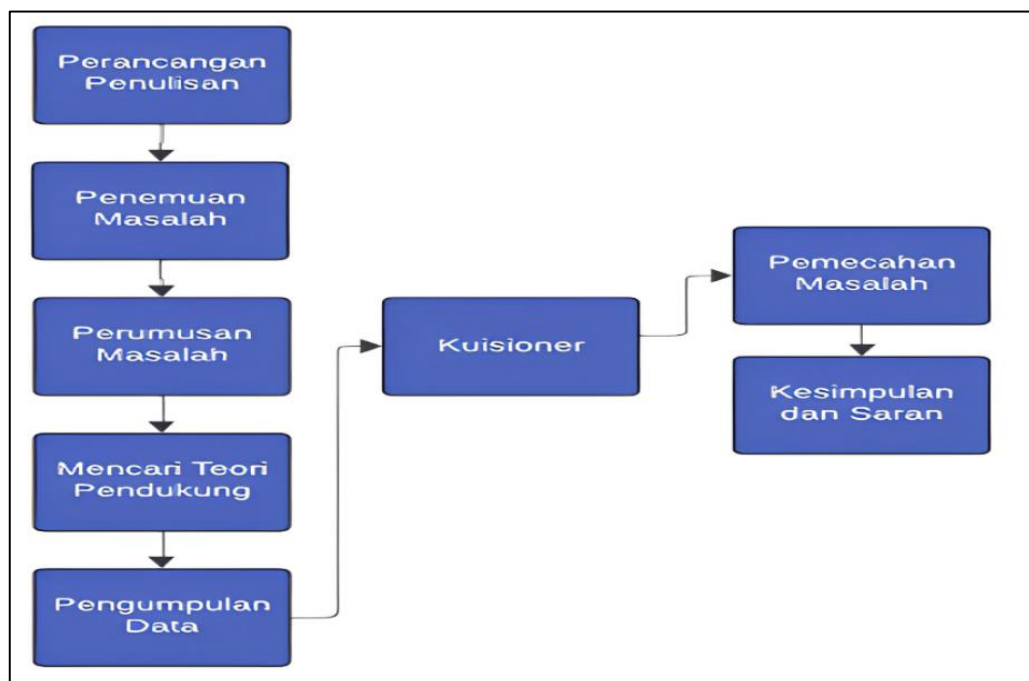 Perancangan
Penulisan
Penemuan
Masalah
Perumusan
Masalah
Mencari Teori
Pendukung
Pengumpulan
Data
Kuisioner
Pemecahan
Masalah
Kesimpulan
dan Saran